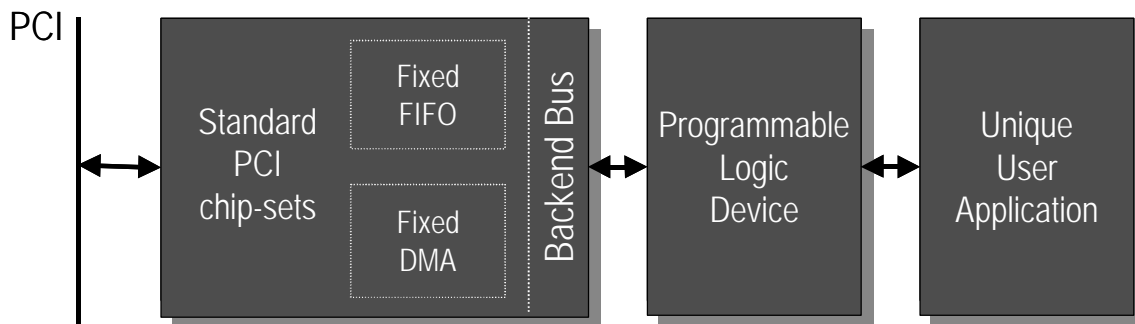 PCI
Standard
PCI
chip-sets
Fixed
FIFO
Fixed
DMA
Backend Bus
Programmable
Logic
Device
Unique
User
Application